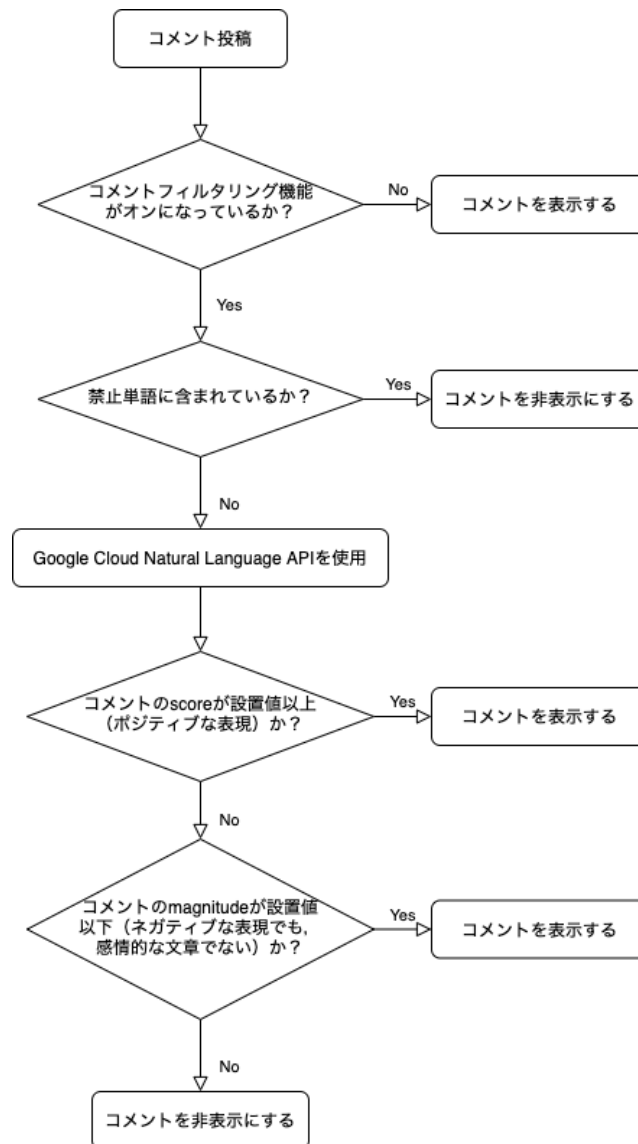 コメント投稿
コメントフィルタリング機能
がオンになっているか？
No
コメントを表示する
Yes
禁止単語に含まれているか？
Yes
コメントを非表示にする
No
Google Cloud Natural Language APIを使用
コメントのscoreが設置値以上
（ポジティブな表現）か？
Yes
コメントを表示する
No
コメントのmagnitudeが設置値
以下（ネガティブな表現でも，
感情的な文章でない）か？
Yes
コメントを表示する
No
コメントを非表示にする